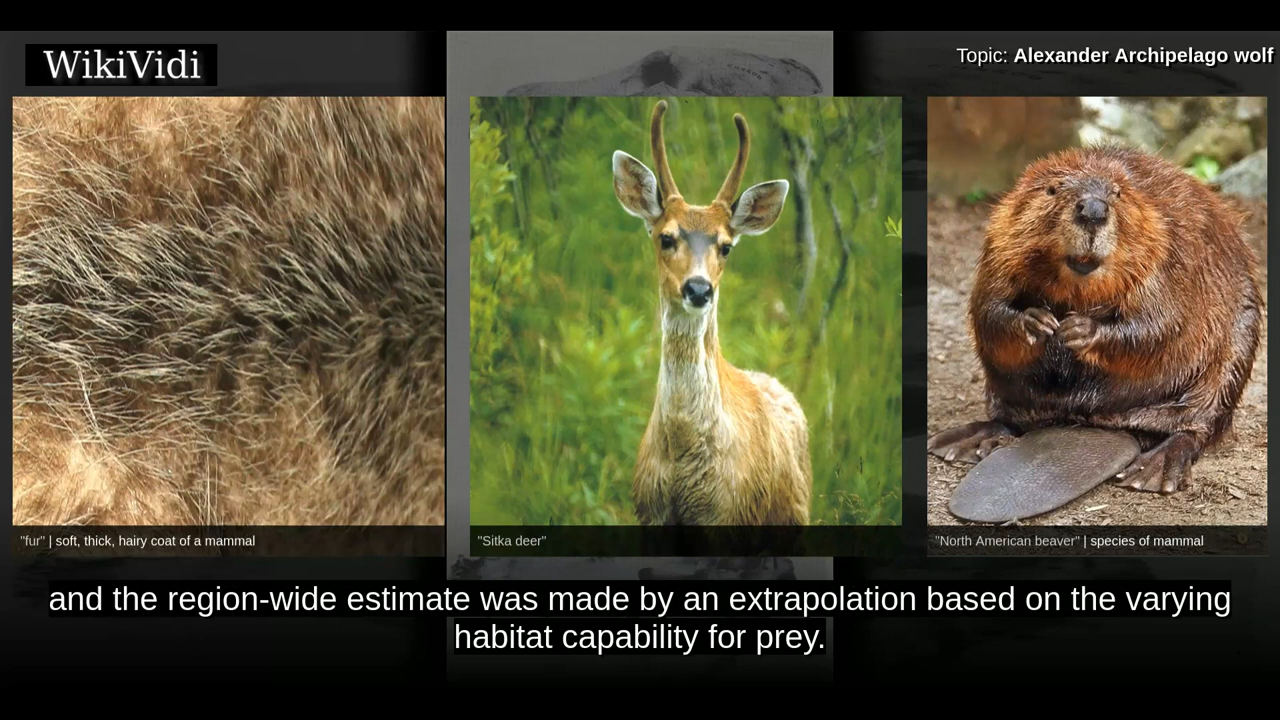 WikiVidi
Topic: Alexander Archipelago wolf
"fur" | soft, thick, hairy coat of a mammal
"Sitka deer"
"North American beaver" | species of mammal
and the region-wide estimate was made by an extrapolation based on the varying
habitat capability for prey.